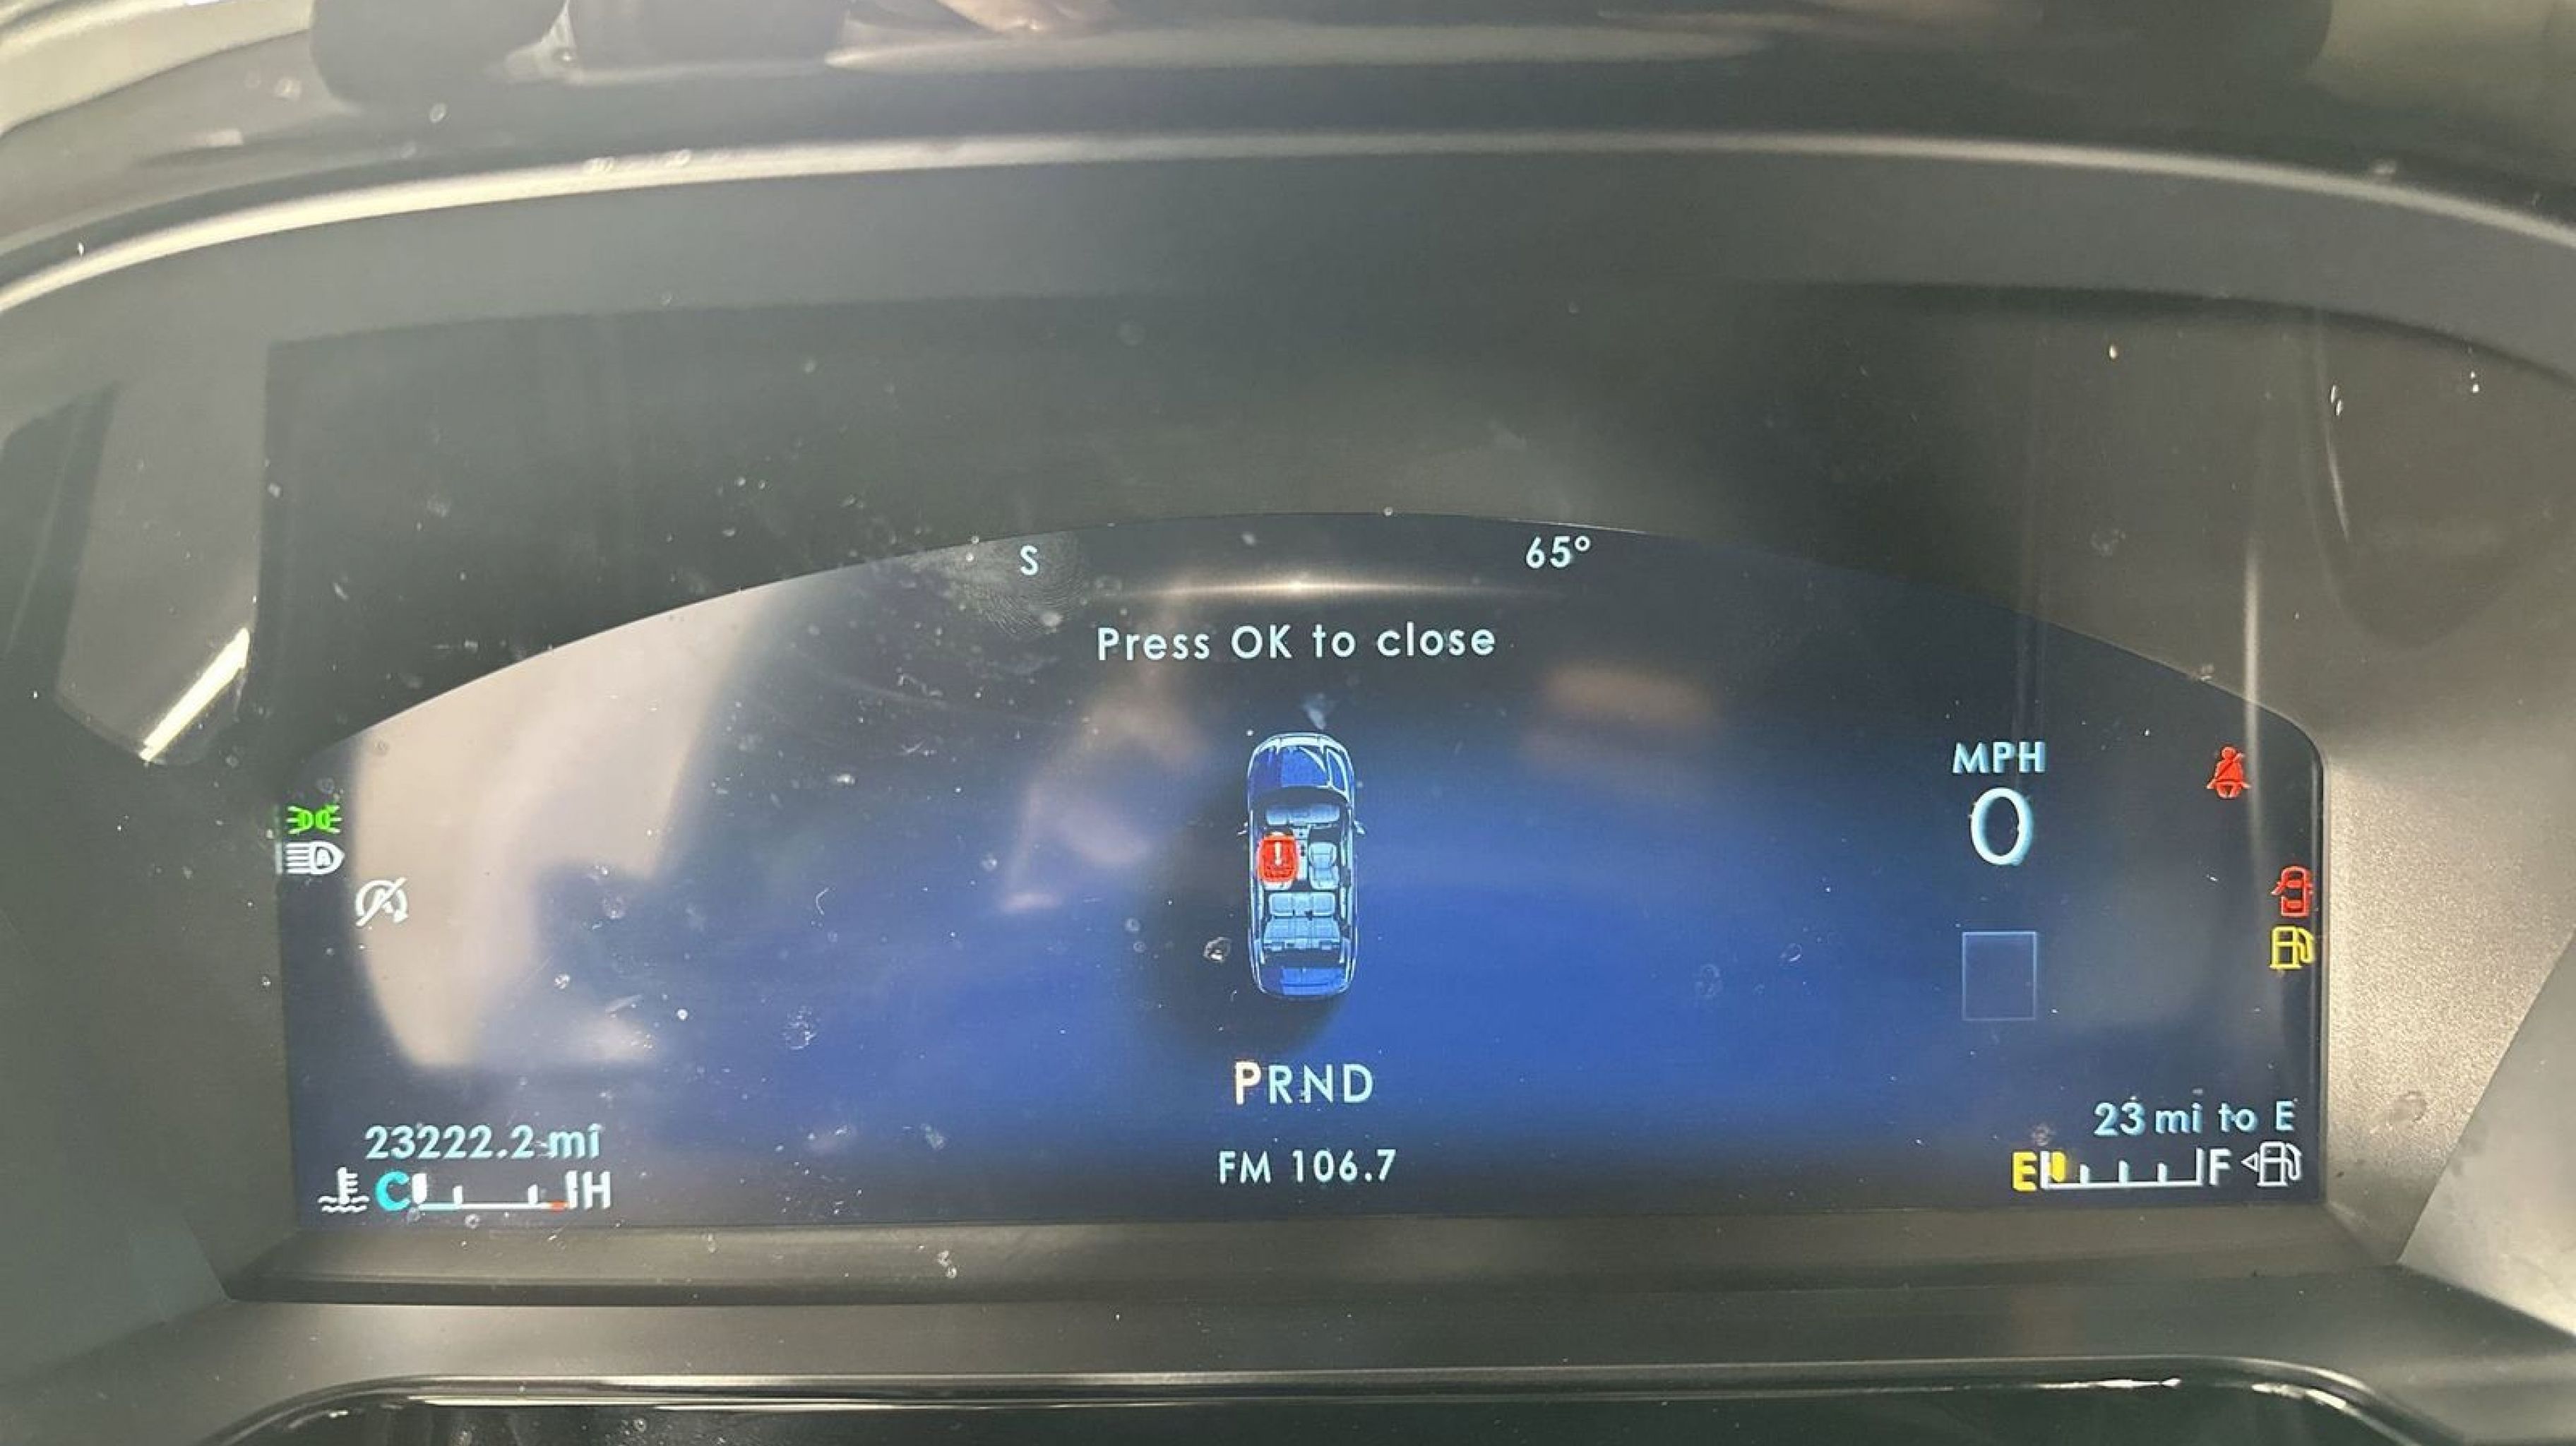 S 65°
Press OK to close
MPH
0
PRND
23 mi to E
23222.2 mi
FM 106.7
C H
E F